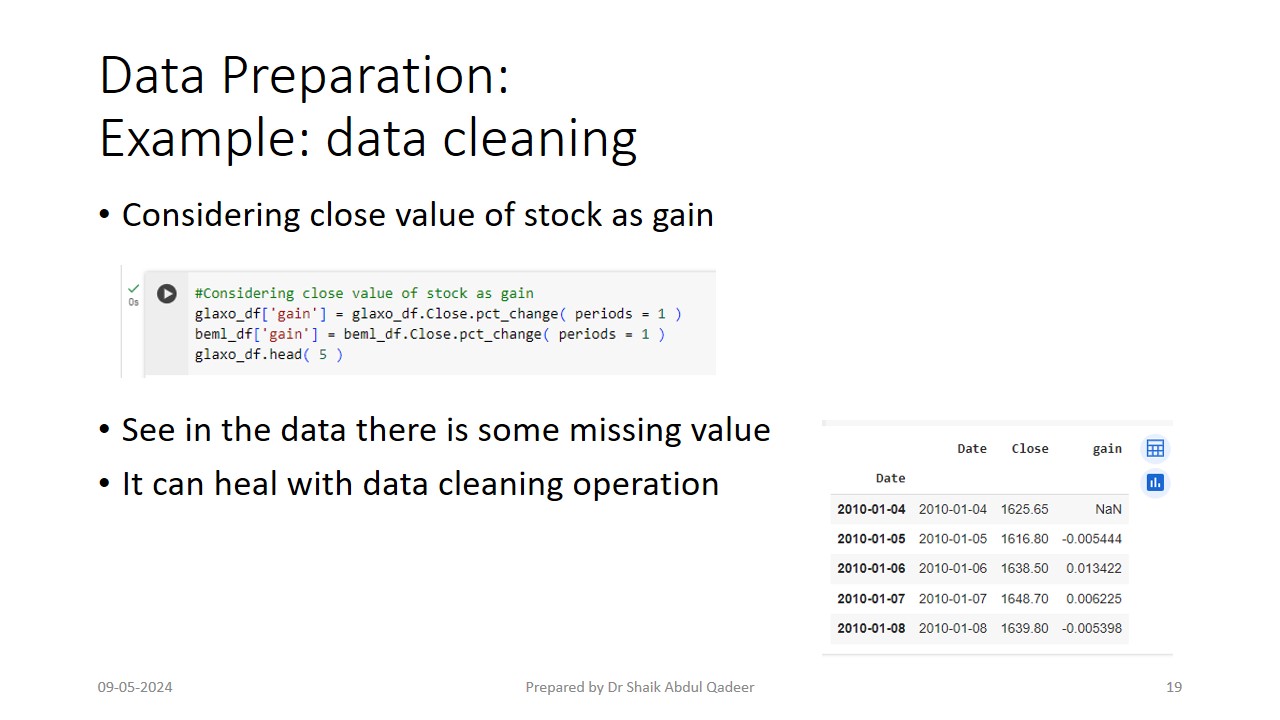 Data Preparation:
Example: data cleaning
• Considering close value of stock as gain
0s
#Considering close value of stock as gain
glaxo_df['gain'] = glaxo_df.Close.pct_change( periods = 1 )
beml_df['gain'] = beml_df.Close.pct_change( periods = 1 )
glaxo_df.head( 5 )
• See in the data there is some missing value
• It can heal with data cleaning operation
Date Close gain
Date
2010-01-04 2010-01-04 1625.65 NaN
2010-01-05 2010-01-05 1616.80 -0.005444
2010-01-06 2010-01-06 1638.50 0.013422
2010-01-07 2010-01-07 1648.70 0.006225
2010-01-08 2010-01-08 1639.80 -0.005398
09-05-2024
Prepared by Dr Shaik Abdul Qadeer
19